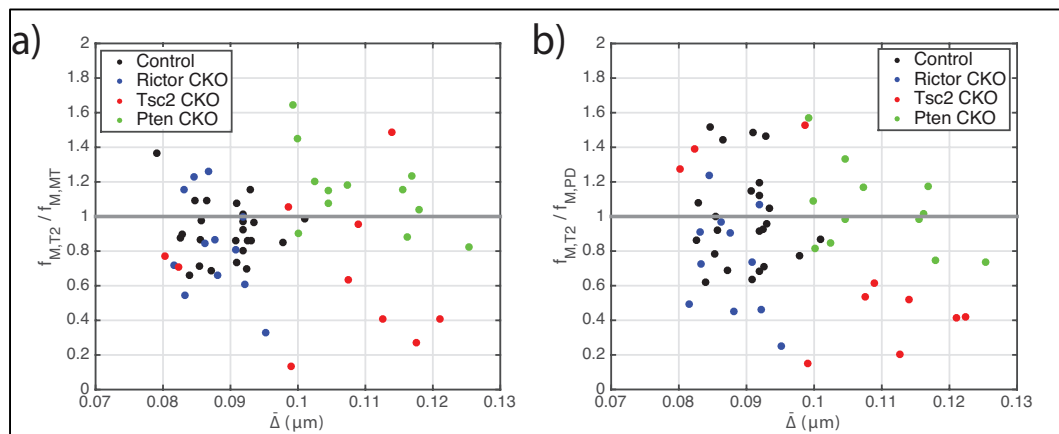 a)
f_M,T2 / f_M,MT
2
1.8
1.6
1.4
1.2
1
0.8
0.6
0.4
0.2
0
Control
Rictor CKO
Tsc2 CKO
Pten CKO
0.07 0.08 0.09 0.1 0.11 0.12 0.13
Δ̄ (μm)
b)
f_M,T2 / f_M,PD
2
1.8
1.6
1.4
1.2
1
0.8
0.6
0.4
0.2
0
Control
Rictor CKO
Tsc2 CKO
Pten CKO
0.07 0.08 0.09 0.1 0.11 0.12 0.13
Δ̄ (μm)